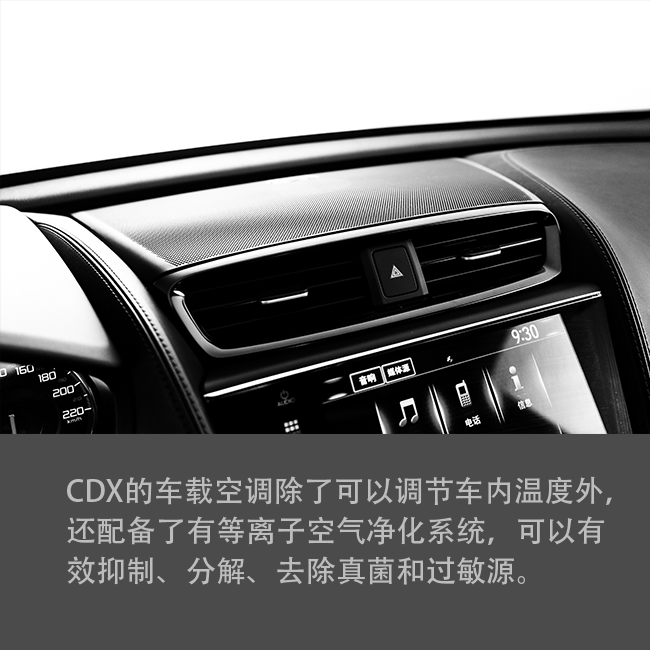 9:30
音响 媒体源
AUDIO
电话
信息
160
180
200
220
km/h
CDX的车载空调除了可以调节车内温度外,
还配备了有等离子空气净化系统，可以有
效抑制、分解、去除真菌和过敏源。